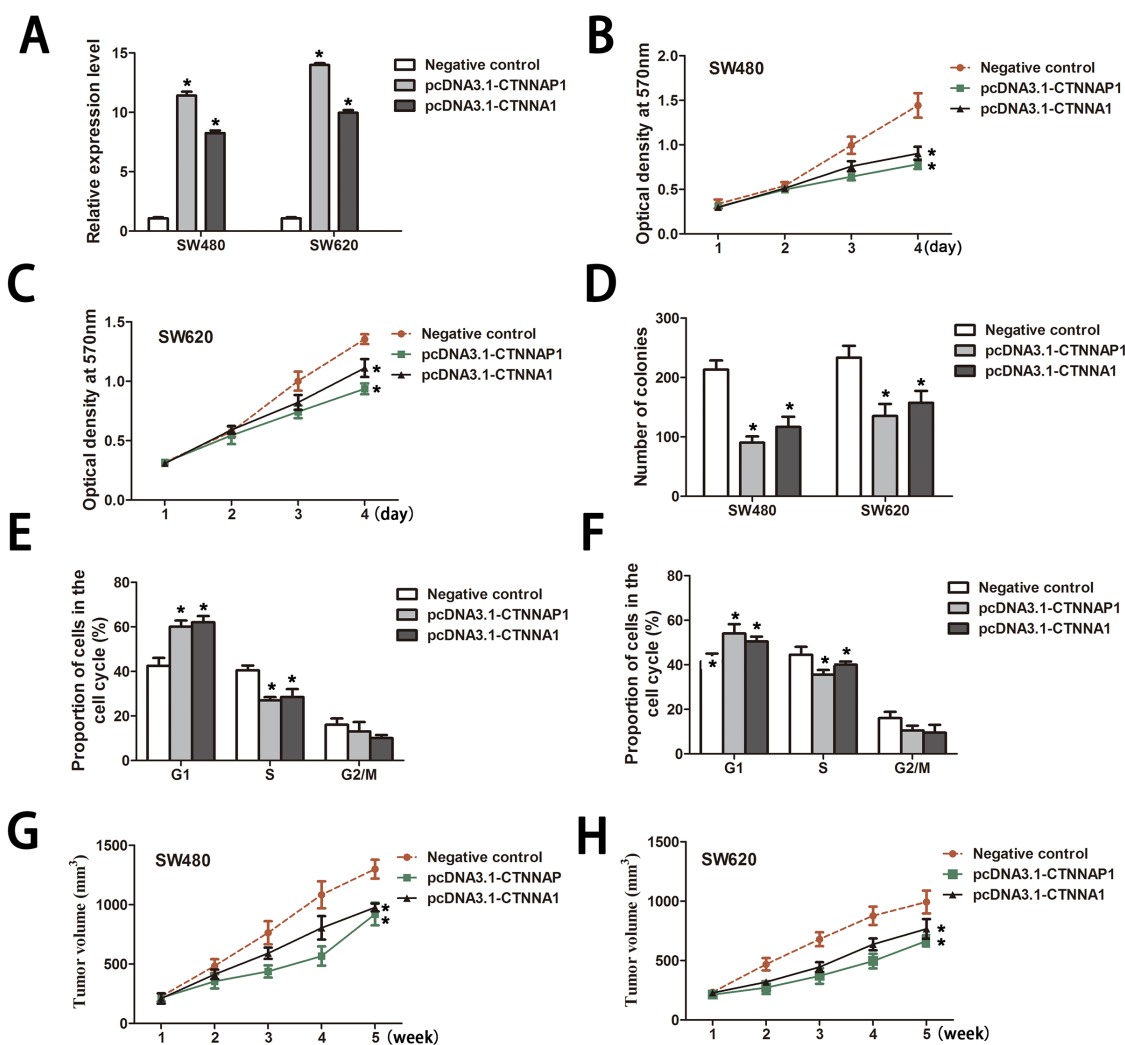 A
Relative expression level
15
10
5
0
SW480
SW620
*
*
*
*
Negative control
pcDNA3.1-CTNNAP1
pcDNA3.1-CTNNA1
B
SW480
Optical density at 570nm
2.0
1.5
1.0
0.5
0.0
1
2
3
4(day)
*
*
Negative control
pcDNA3.1-CTNNAP1
pcDNA3.1-CTNNA1
C
SW620
Optical density at 570nm
1.5
1.0
0.5
0.0
1
2
3
4(day)
*
*
Negative control
pcDNA3.1-CTNNAP1
pcDNA3.1-CTNNA1
D
Number of colonies
300
200
100
0
SW480
SW620
*
*
*
*
Negative control
pcDNA3.1-CTNNAP1
pcDNA3.1-CTNNA1
E
Proportion of cells in the
cell cycle (%)
80
60
40
20
0
G1
S
G2/M
*
*
*
*
Negative control
pcDNA3.1-CTNNAP1
pcDNA3.1-CTNNA1
F
Proportion of cells in the
cell cycle (%)
80
60
40
20
0
G1
S
G2/M
*
*
*
*
*
Negative control
pcDNA3.1-CTNNAP1
pcDNA3.1-CTNNA1
G
SW480
Tumor volume (mm³)
1500
1000
500
0
1
2
3
4
5 (week)
*
*
Negative control
pcDNA3.1-CTNNAP
pcDNA3.1-CTNNA1
H
SW620
Tumor volume (mm³)
1500
1000
500
0
1
2
3
4
5 (week)
*
*
Negative control
pcDNA3.1-CTNNAP1
pcDNA3.1-CTNNA1